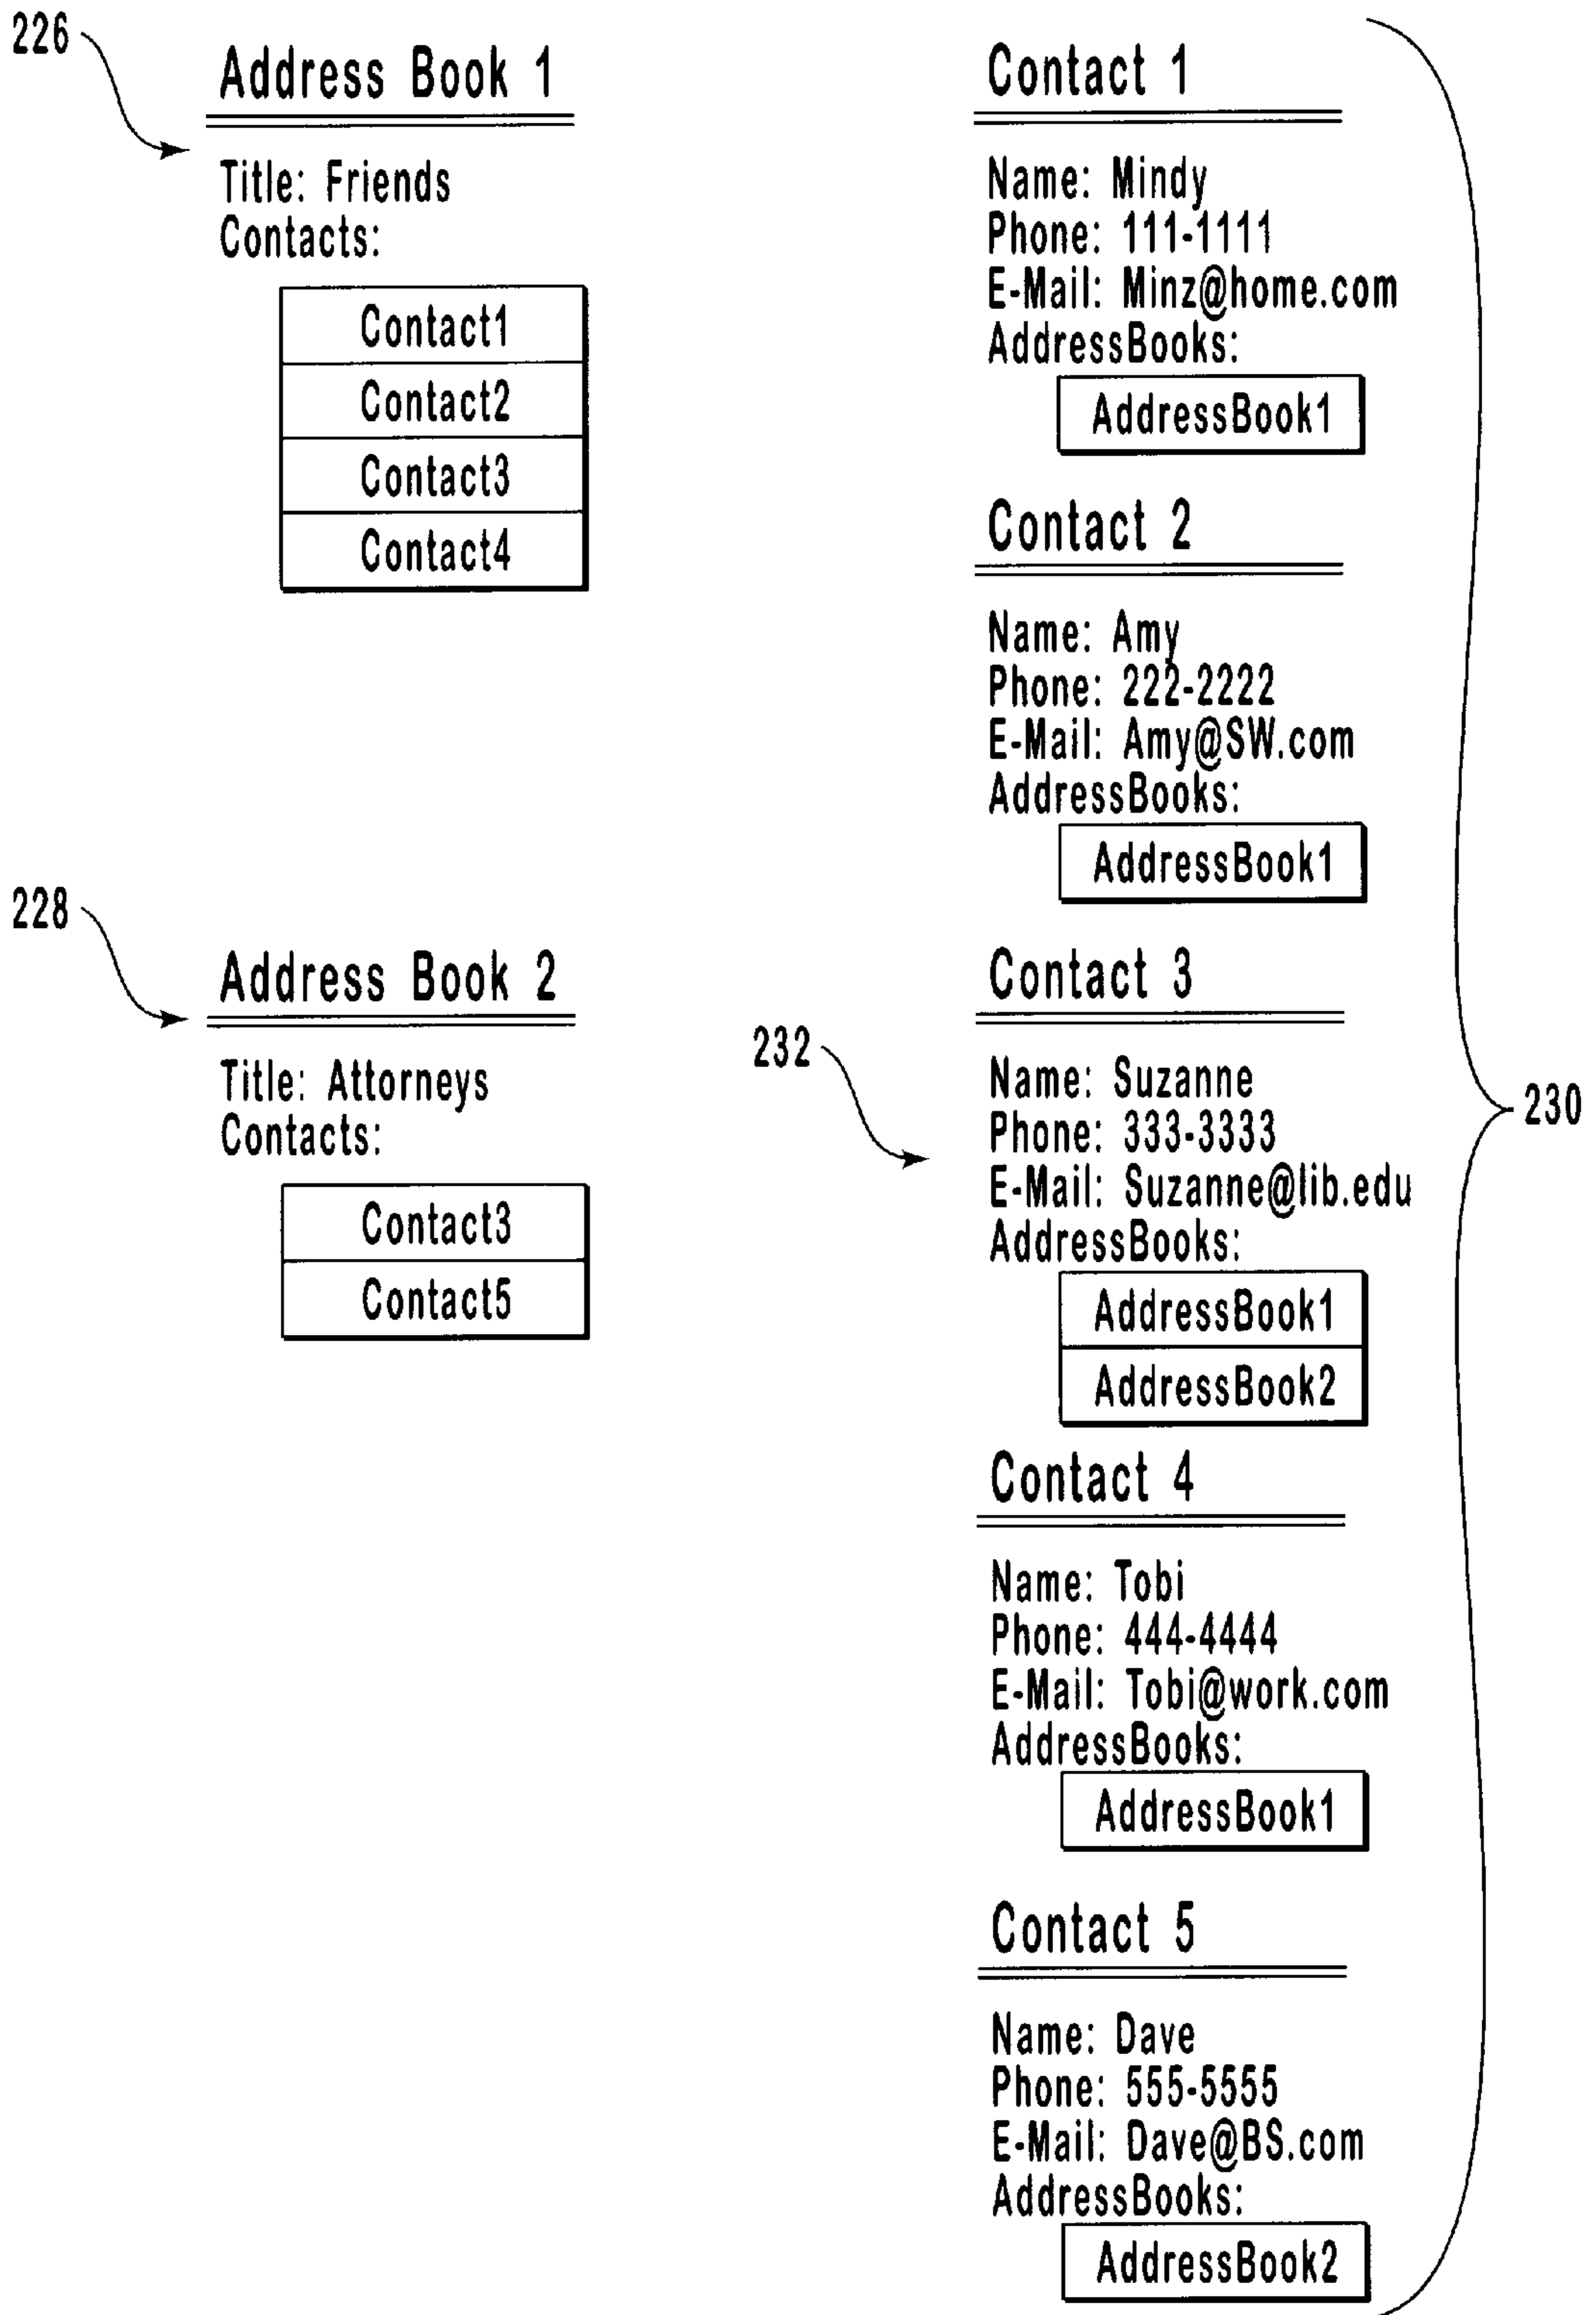 226
Address Book 1
Title: Friends
Contacts:
Contact1
Contact2
Contact3
Contact4
228
Address Book 2
Title: Attorneys
Contacts:
Contact3
Contact5
Contact 1
Name: Mindy
Phone: 111-1111
E-Mail: Minz@home.com
AddressBooks:
AddressBook1
Contact 2
Name: Amy
Phone: 222-2222
E-Mail: Amy@SW.com
AddressBooks:
AddressBook1
232
Contact 3
Name: Suzanne
Phone: 333-3333
E-Mail: Suzanne@lib.edu
AddressBooks:
AddressBook1
AddressBook2
Contact 4
Name: Tobi
Phone: 444-4444
E-Mail: Tobi@work.com
AddressBooks:
AddressBook1
Contact 5
Name: Dave
Phone: 555-5555
E-Mail: Dave@BS.com
AddressBooks:
AddressBook2
230